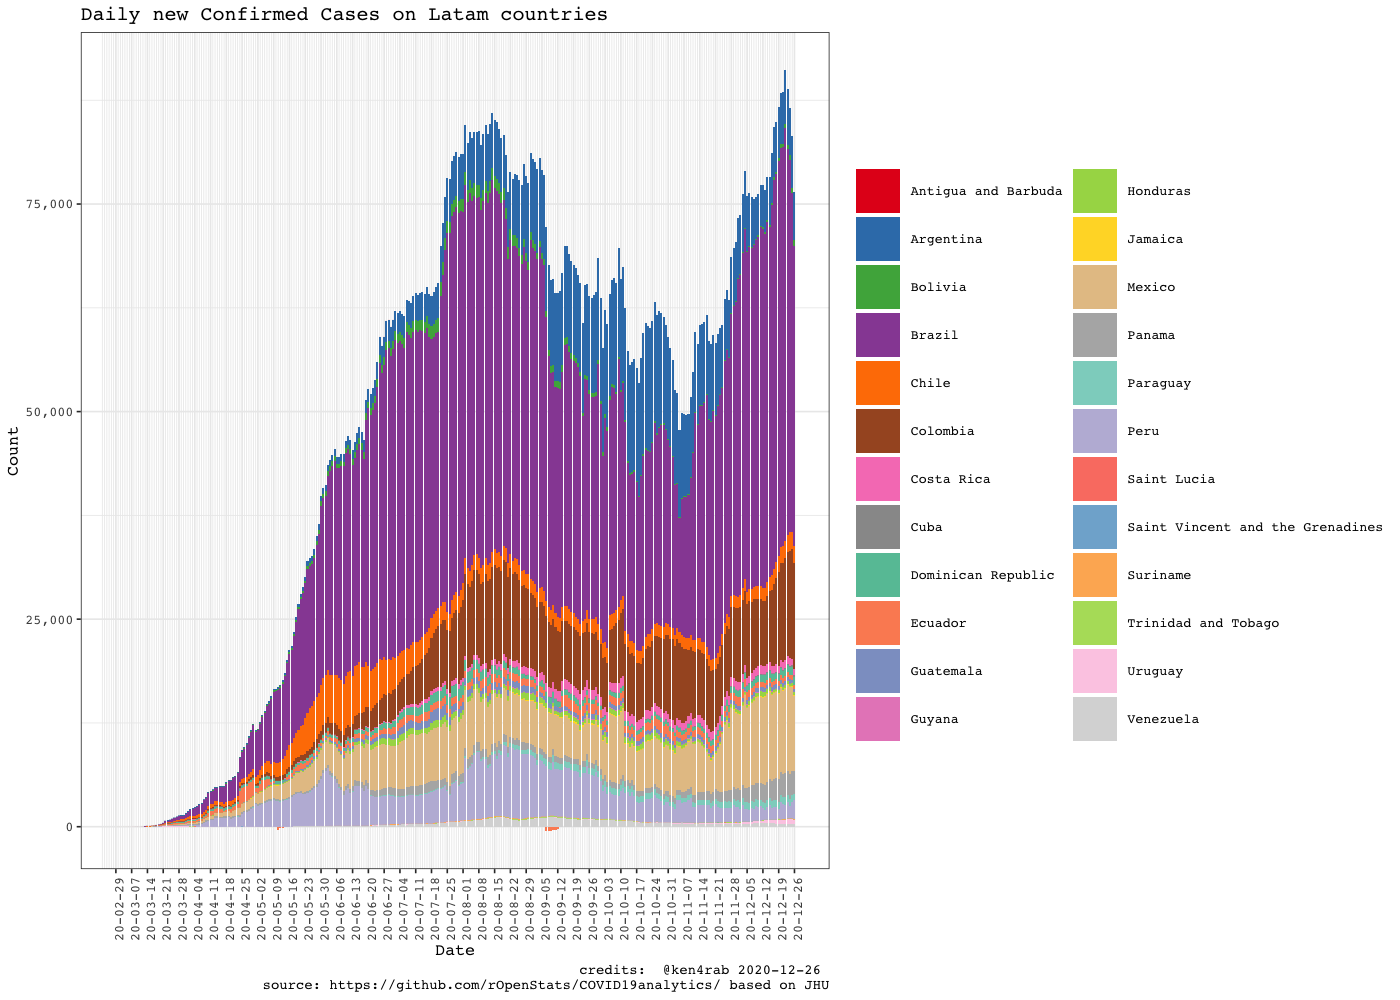 Daily new Confirmed Cases on Latam countries
Count
75,000
50,000
25,000
0
20-02-29
20-03-07
20-03-14
20-03-21
20-03-28
20-04-04
20-04-11
20-04-18
20-04-25
20-05-02
20-05-09
20-05-16
20-05-23
20-05-30
20-06-06
20-06-13
20-06-20
20-06-27
20-07-04
20-07-11
20-07-18
20-07-25
20-08-01
20-08-08
20-08-15
20-08-22
20-08-29
20-09-05
20-09-12
20-09-19
20-09-26
20-10-03
20-10-10
20-10-17
20-10-24
20-10-31
20-11-07
20-11-14
20-11-21
20-11-28
20-12-05
20-12-12
20-12-19
20-12-26
Date
Antigua and Barbuda
Argentina
Bolivia
Brazil
Chile
Colombia
Costa Rica
Cuba
Dominican Republic
Ecuador
Guatemala
Guyana
Honduras
Jamaica
Mexico
Panama
Paraguay
Peru
Saint Lucia
Saint Vincent and the Grenadines
Suriname
Trinidad and Tobago
Uruguay
Venezuela
credits:  @ken4rab 2020-12-26
source: https://github.com/rOpenStats/COVID19analytics/ based on JHU